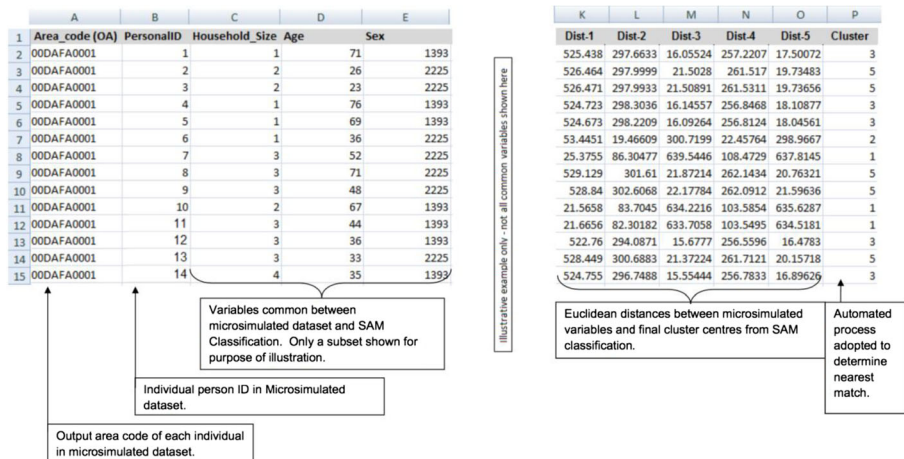 A B C D E
1 Area_code (OA) PersonalID Household_Size Age Sex
2 00DAFA0001 1 1 71 1393
3 00DAFA0001 2 2 26 2225
4 00DAFA0001 3 2 23 2225
5 00DAFA0001 4 1 76 1393
6 00DAFA0001 5 1 69 1393
7 00DAFA0001 6 1 36 2225
8 00DAFA0001 7 3 52 2225
9 00DAFA0001 8 3 71 2225
10 00DAFA0001 9 3 48 2225
11 00DAFA0001 10 2 67 1393
12 00DAFA0001 11 3 44 1393
13 00DAFA0001 12 3 36 1393
14 00DAFA0001 13 3 33 2225
15 00DAFA0001 14 4 35 1393
Variables common between
microsimulated dataset and SAM
Classification. Only a subset shown for
purpose of illustration.
Individual person ID in Microsimulated
dataset.
Output area code of each individual
in microsimulated dataset.
Illustrative example only - not all common variables shown here
K L M N O P
Dist-1 Dist-2 Dist-3 Dist-4 Dist-5 Cluster
525.438 297.6633 16.05524 257.2207 17.50072 3
526.464 297.9999 21.5028 261.517 19.73483 5
526.471 297.9933 21.50891 261.5311 19.73656 5
524.723 298.3036 16.14557 256.8468 18.10877 3
524.673 298.2209 16.09264 256.8124 18.04561 3
53.4451 19.46609 300.7199 22.45764 298.9667 2
25.3755 86.30477 639.5446 108.4729 637.8145 1
529.129 301.61 21.87214 262.1434 20.76321 5
528.84 302.6068 22.17784 262.0912 21.59636 5
21.5658 83.7045 634.2216 103.5854 635.6287 1
21.6656 82.30182 633.7058 103.5495 634.5181 1
522.76 294.0871 15.6777 256.5596 16.4783 3
528.449 300.6883 21.37224 261.7121 20.15718 5
524.755 296.7488 15.55444 256.7833 16.89626 3
Euclidean distances between microsimulated
variables and final cluster centres from SAM
classification.
Automated
process
adopted to
determine
nearest
match.